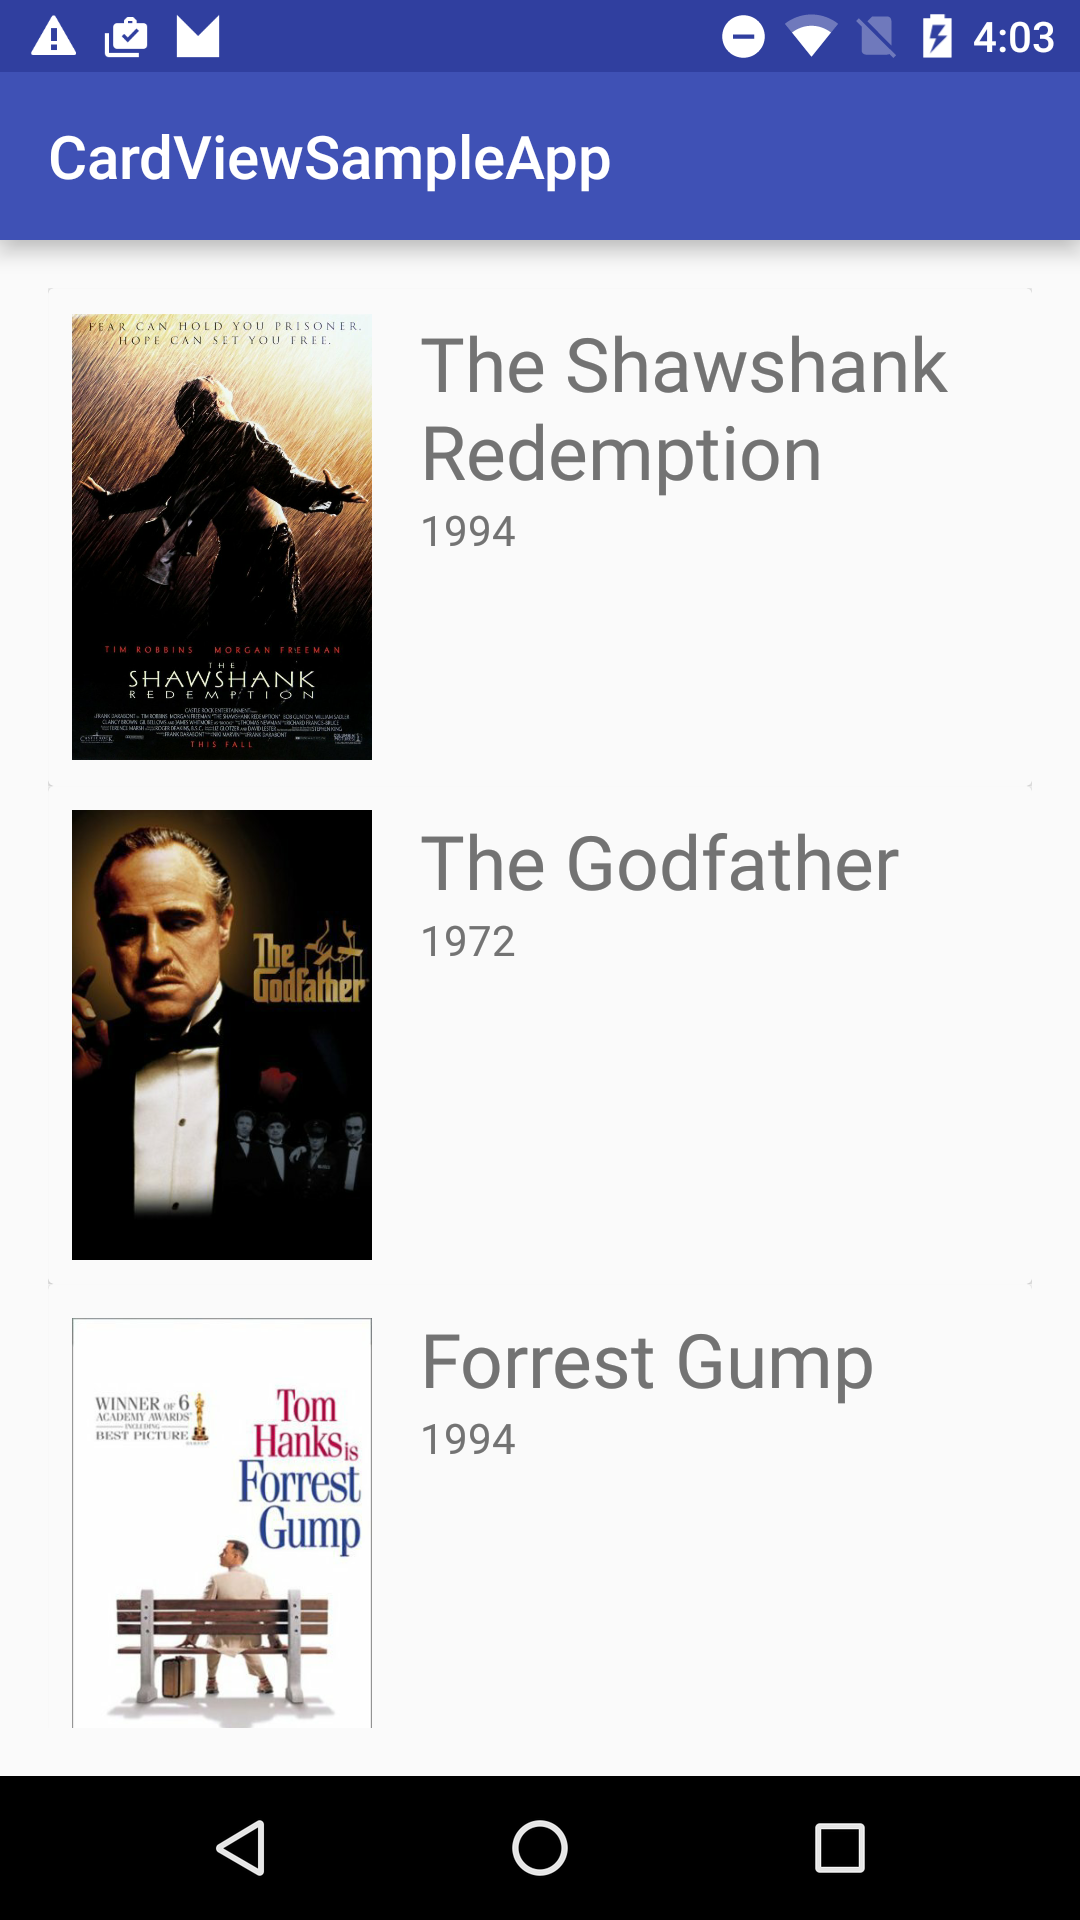 4:03
CardViewSampleApp
FEAR CAN HOLD YOU PRISONER.
HOPE CAN SET YOU FREE.
TIM ROBBINS MORGAN FREEMAN
THE
SHAWSHANK
REDEMPTION
THIS FALL
The Shawshank
Redemption
1994
The
Godfather
The Godfather
1972
WINNER OF 6
ACADEMY AWARDS
INCLUDING
BEST PICTURE
Tom
Hanks is
Forrest
Gump
Forrest Gump
1994